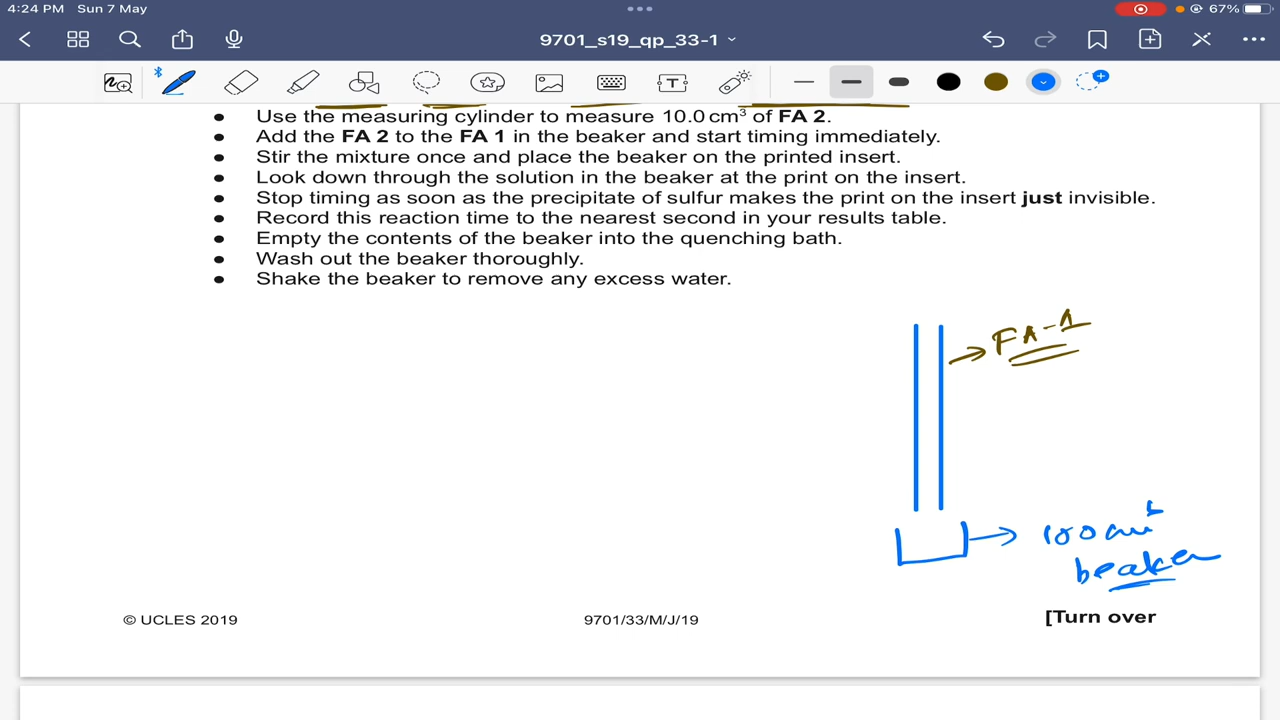 4:24 PM Sun 7 May
67%
9701_s19_qp_33-1
T
• Use the measuring cylinder to measure 10.0 cm³ of FA 2.
• Add the FA 2 to the FA 1 in the beaker and start timing immediately.
• Stir the mixture once and place the beaker on the printed insert.
• Look down through the solution in the beaker at the print on the insert.
• Stop timing as soon as the precipitate of sulfur makes the print on the insert just invisible.
• Record this reaction time to the nearest second in your results table.
• Empty the contents of the beaker into the quenching bath.
• Wash out the beaker thoroughly.
• Shake the beaker to remove any excess water.
FA-1
100
beaker
© UCLES 2019
9701/33/M/J/19
[Turn over